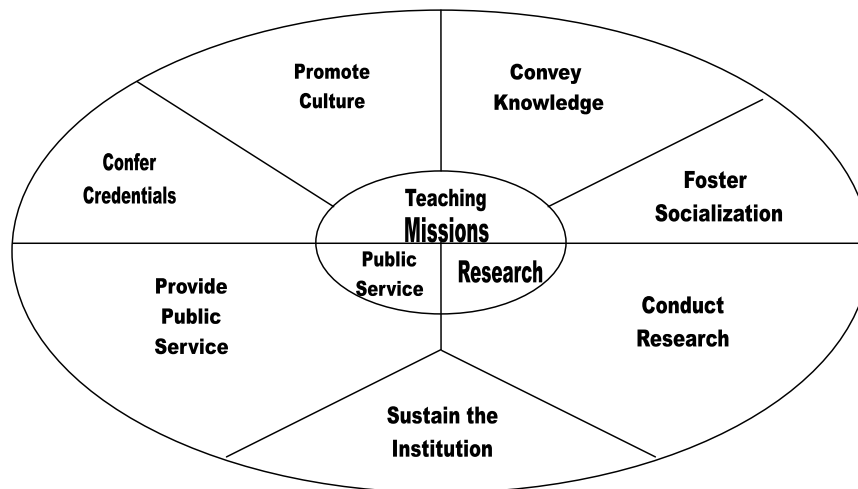 Promote
Culture
Convey
Knowledge
Confer
Credentials
Foster
Socialization
Teaching
Missions
Public
Service
Research
Provide
Public
Service
Conduct
Research
Sustain the
Institution